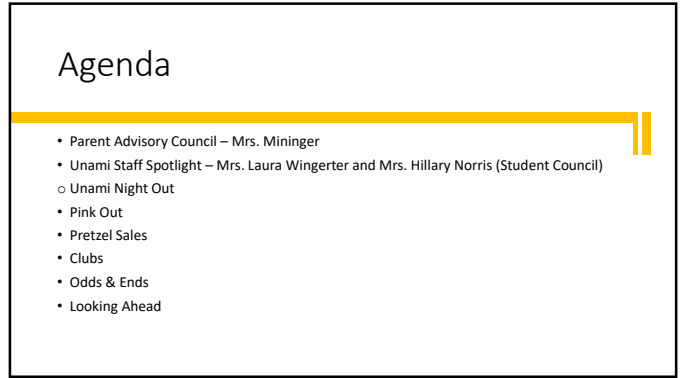 Agenda
• Parent Advisory Council – Mrs. Mininger
• Unami Staff Spotlight – Mrs. Laura Wingerter and Mrs. Hillary Norris (Student Council)
○ Unami Night Out
• Pink Out
• Pretzel Sales
• Clubs
• Odds & Ends
• Looking Ahead